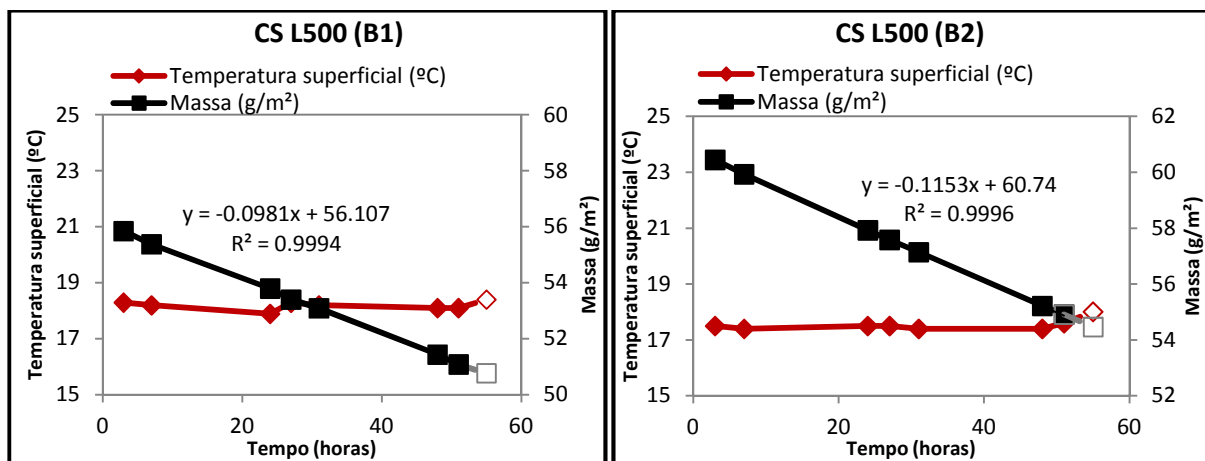 CS L500 (B1)
Temperatura superficial (ºC)
Massa (g/m²)
25
23
21
19
17
15
Temperatura superficial (ºC)
60
58
56
54
52
50
Massa (g/m²)
y = -0.0981x + 56.107
R² = 0.9994
0
20
40
60
Tempo (horas)
CS L500 (B2)
Temperatura superficial (ºC)
Massa (g/m²)
25
23
21
19
17
15
Temperatura superficial (ºC)
62
60
58
56
54
52
Massa (g/m²)
y = -0.1153x + 60.74
R² = 0.9996
0
20
40
60
Tempo (horas)